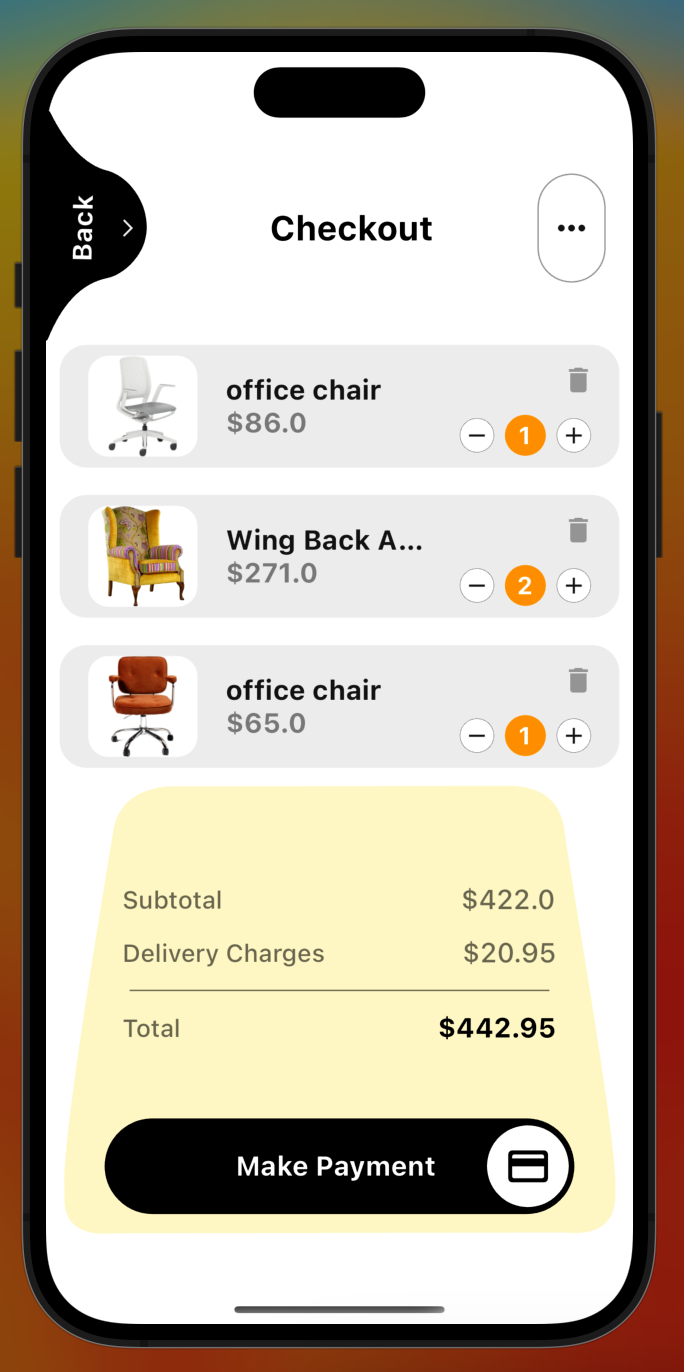 Back
Checkout
office chair
$86.0
1
Wing Back A...
$271.0
2
office chair
$65.0
1
Subtotal $422.0
Delivery Charges $20.95
Total $442.95
Make Payment